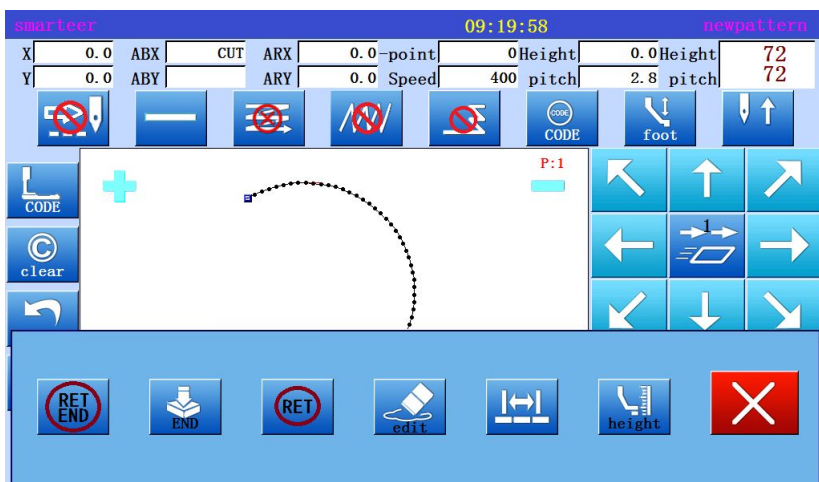 smarteer 09:19:58 newpattern
X 0.0 ABX CUT ARX 0.0 -point 0 Height 0.0 Height 72
Y 0.0 ABY ARY 0.0 Speed 400 pitch 2.8 pitch 72
CODE
CODE
foot
P:1
CODE
1
C
clear
RET
END
END
RET
edit
height